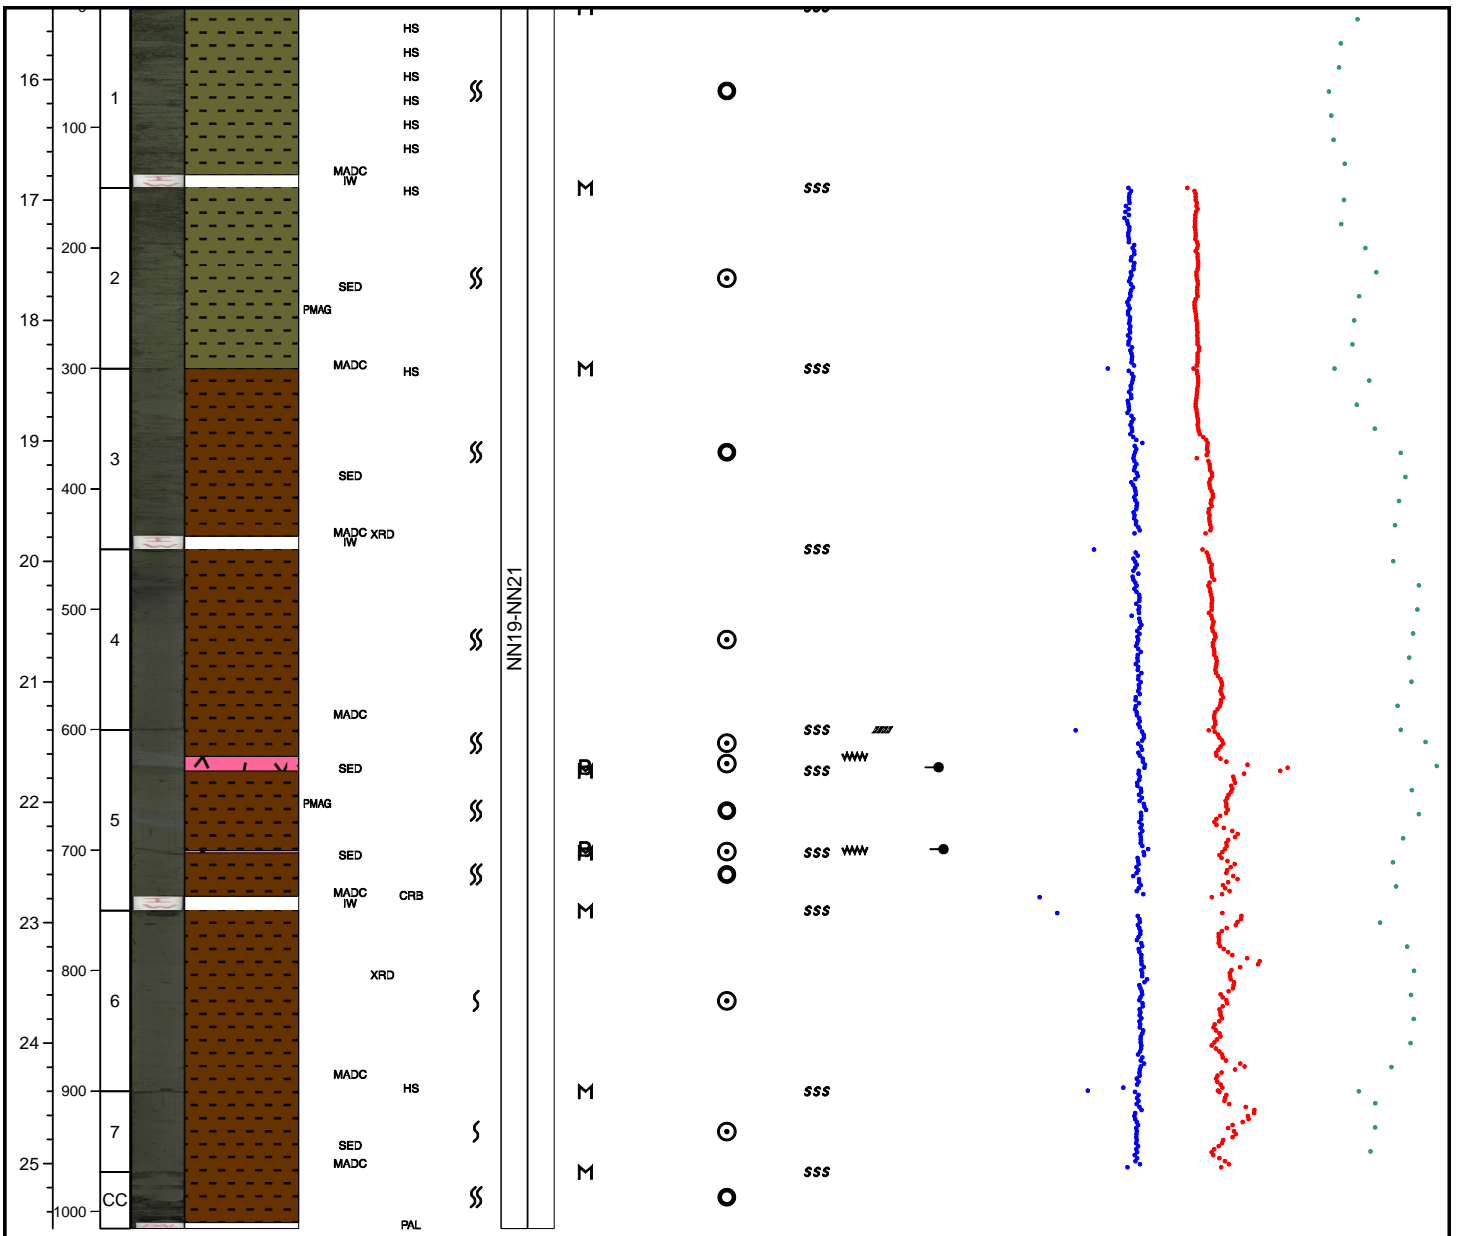 HS
HS
16 HS
1 HS
100 HS
HS
MADC
IW
HS M sss
17
200
2
SED
PMAG
18
300 MADC HS M sss
19
3
SED
400
MADC XRD
IW
sss
20
NN19-NN21
500
4
21
MADC
600 sss
SED M sss
22 PMAG
5
700 SED M sss
MADC CRB
IW
M sss
23
800 XRD
6
24
MADC
HS
900 M sss
7
SED
25 MADC M sss
CC
1000
PAL